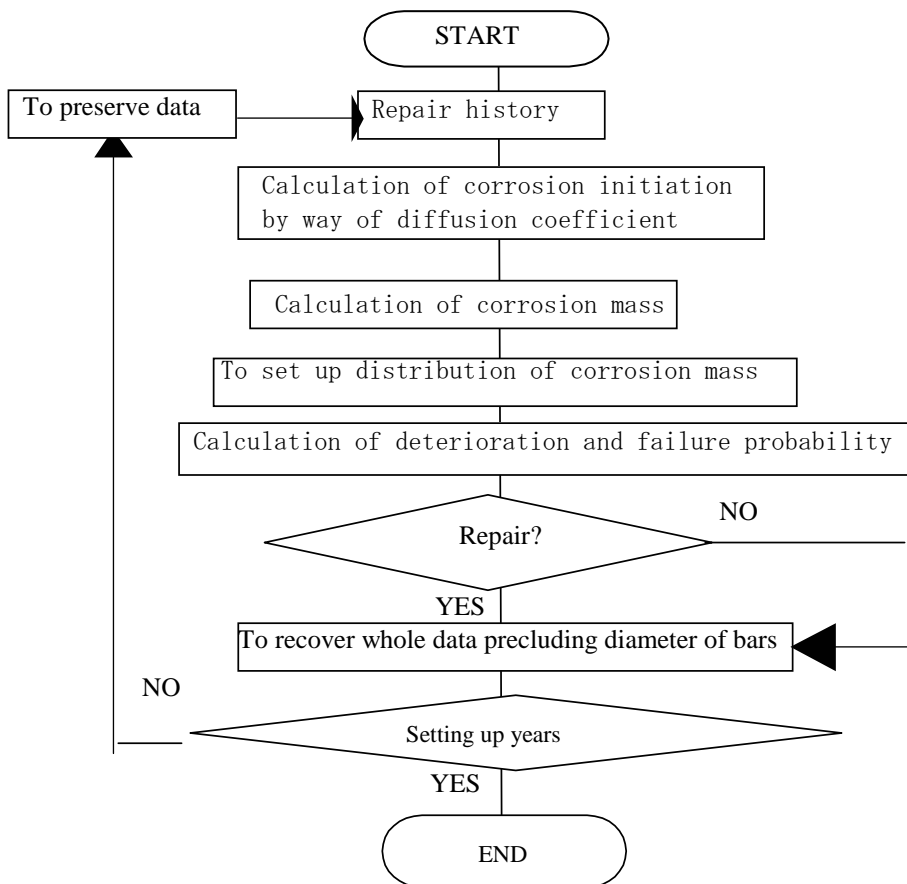 START
To preserve data
Repair history
Calculation of corrosion initiation
by way of diffusion coefficient
Calculation of corrosion mass
To set up distribution of corrosion mass
Calculation of deterioration and failure probability
NO
Repair?
YES
To recover whole data precluding diameter of bars
NO
Setting up years
YES
END